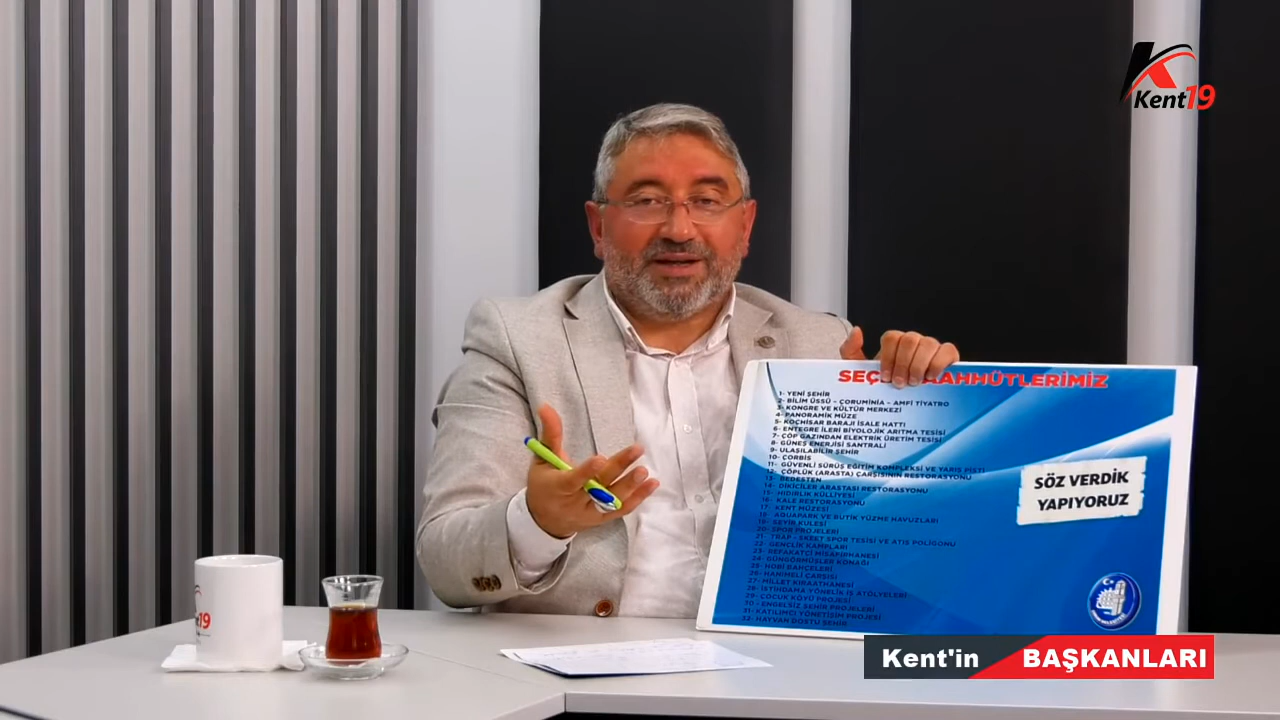 Kent19
SEÇ AAHHÜTLERİMİZ
1- YENİ ŞEHİR
2- BİLİM ÜSSÜ - ÇORUMİNİA - AMFİ TİYATRO
3- KONGRE VE KÜLTÜR MERKEZİ
4- PANORAMİK MÜZE
5- KOÇHİSAR BARAJI İSALE HATTI
6- ENTEGRE İLERİ BİYOLOJİK ARITMA TESİSİ
7- ÇÖP GAZINDAN ELEKTRİK ÜRETİM TESİSİ
8- GÜNEŞ ENERJİSİ SANTRALİ
9- ULAŞILABİLİR ŞEHİR
10- ÇORBİS
11- GÜVENLİ SÜRÜŞ EĞİTİM KOMPLEKSİ VE YARIŞ PİSTİ
12- ÇÖPLÜK (ARASTA) ÇARŞISININ RESTORASYONU
13- BEDESTEN
14- DİKİCİLER ARASTASI RESTORASYONU
15- HIDIRLIK KÜLLİYESİ
16- KALE RESTORASYONU
17- KENT MÜZESİ
18- AQUAPARK VE BUTİK YÜZME HAVUZLARI
19- SEYİR KULESİ
20- SPOR PROJELERİ
21- TRAP - SKEET SPOR TESİSİ VE ATIŞ POLİGONU
22- GENÇLİK KAMPLARI
23- REFAKATÇİ MİSAFİRHANESİ
24- GÜNGÖRMÜŞLER KONAĞI
25- HOBİ BAHÇELERİ
26- HANIMELİ ÇARŞISI
27- MİLLET KIRAATHANESİ
28- İSTİHDAMA YÖNELİK İŞ ATÖLYELERİ
29- ÇOCUK KÖYÜ PROJESİ
30- ENGELSİZ ŞEHİR PROJELERİ
31- KATILIMCI YÖNETİŞİM PROJESİ
32- HAYVAN DOSTU ŞEHİR
SÖZ VERDİK
YAPIYORUZ
19
Kent'in BAŞKANLARI